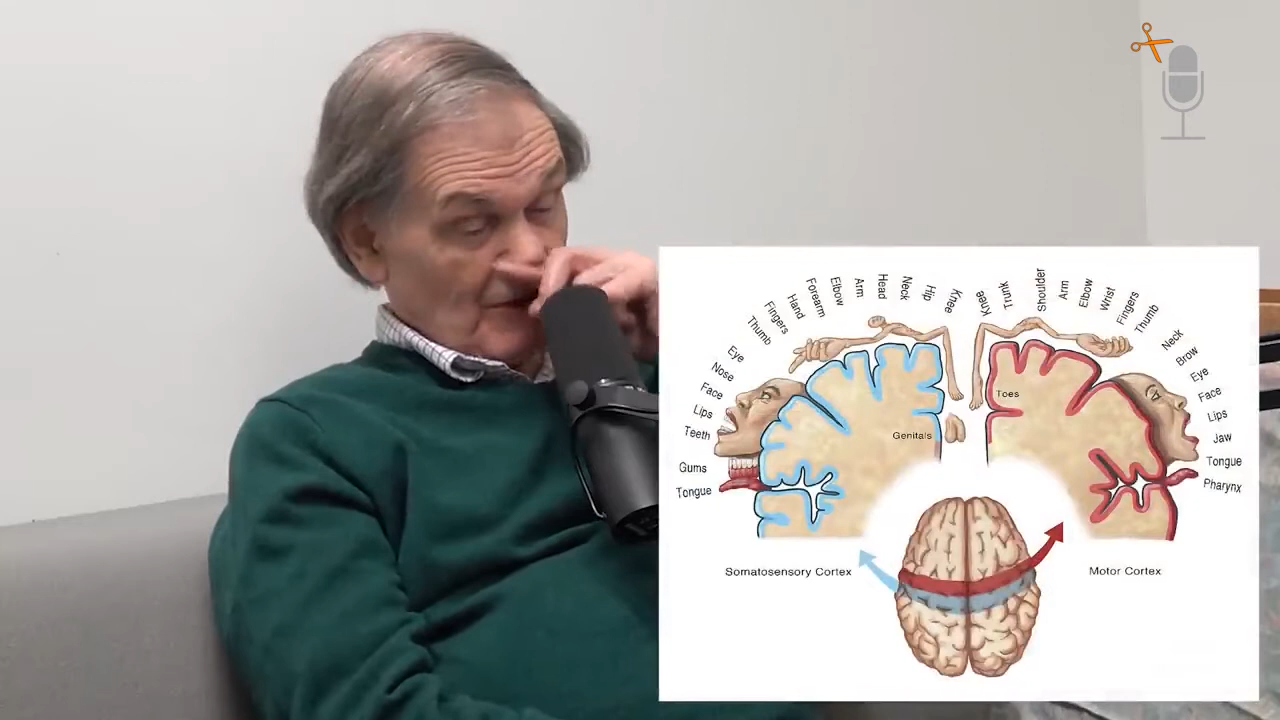 Tongue
Gums
Teeth
Lips
Face
Nose
Eye
Thumb
Fingers
Hand
Forearm
Elbow
Arm
Head
Neck
Hip
Knee
Knee
Trunk
Shoulder
Arm
Elbow
Wrist
Fingers
Thumb
Neck
Brow
Eye
Face
Lips
Jaw
Tongue
Pharynx
Toes
Genitals
Somatosensory Cortex
Motor Cortex